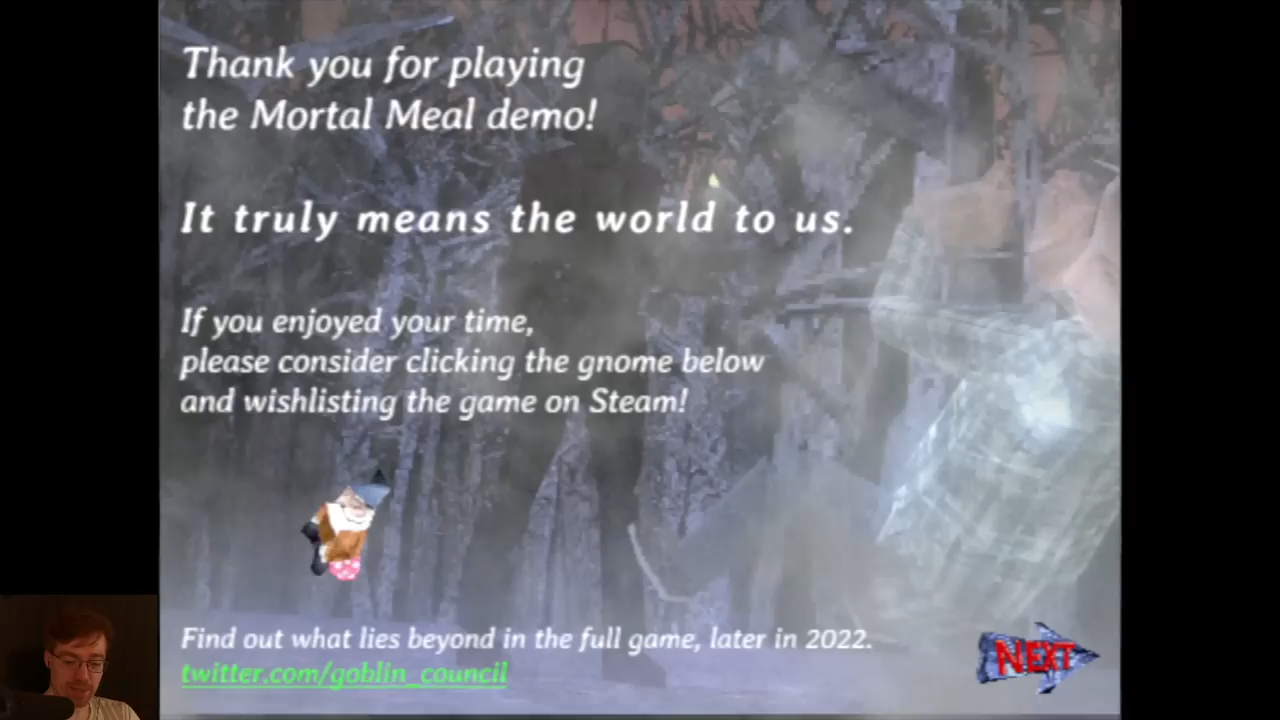 Thank you for playing
the Mortal Meal demo!
It truly means the world to us.
If you enjoyed your time,
please consider clicking the gnome below
and wishlisting the game on Steam!
Find out what lies beyond in the full game, later in 2022.
twitter.com/goblin_council
NEXT